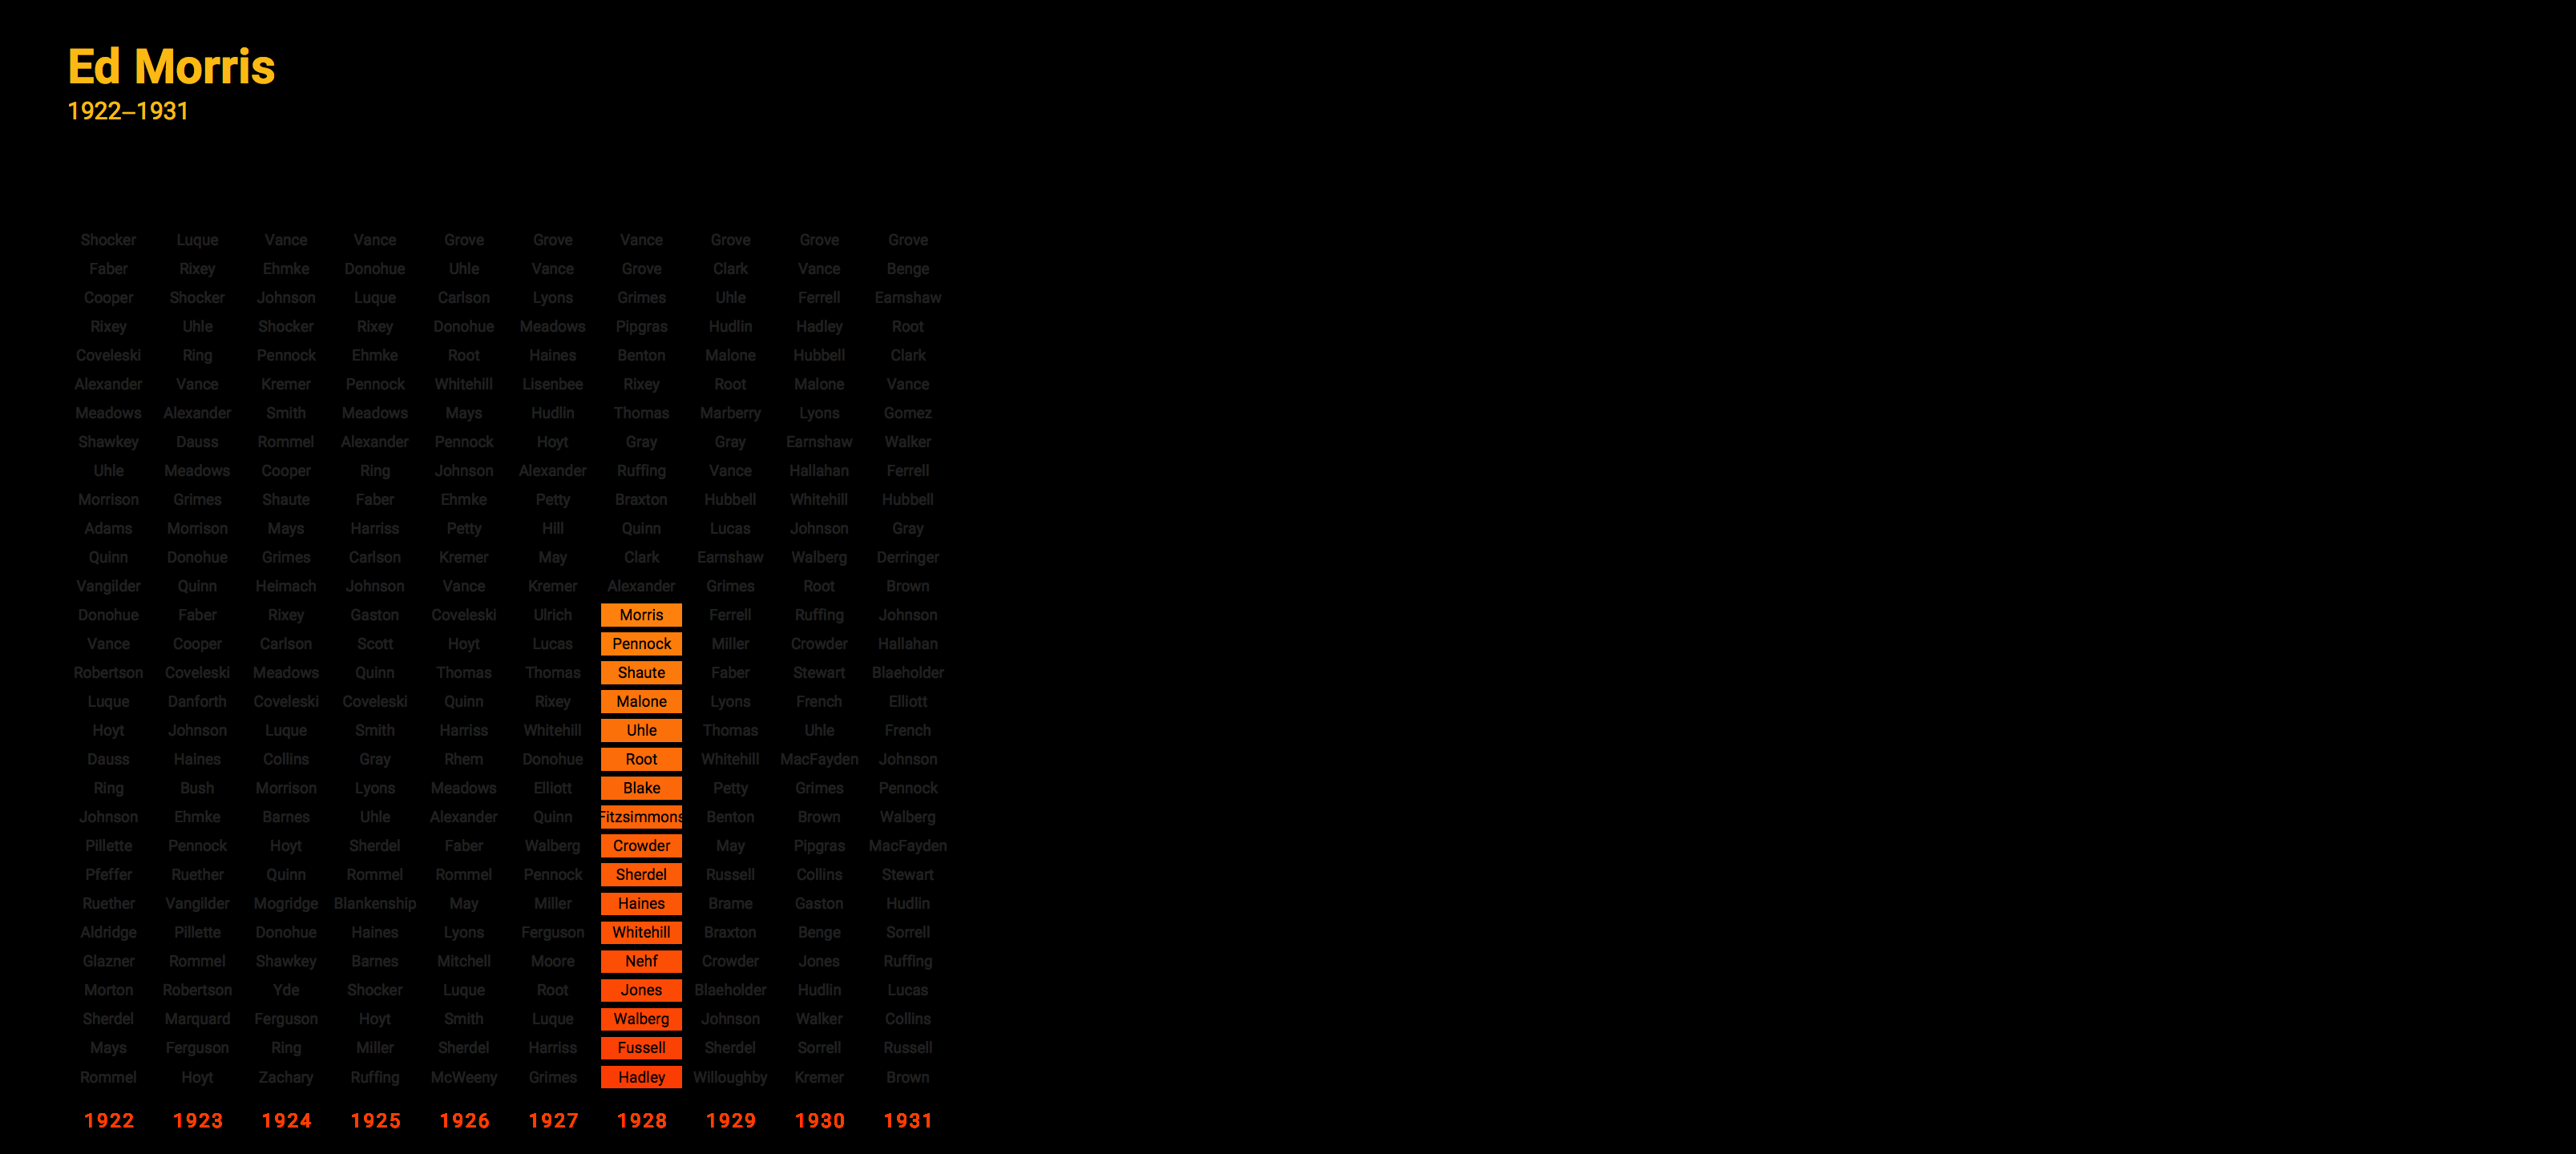 Ed Morris
1922–1931
Shocker Luque Vance Vance Grove Grove Vance Grove Grove Grove
Faber Rixey Ehmke Donohue Uhle Vance Grove Clark Vance Benge
Cooper Shocker Johnson Luque Carlson Lyons Grimes Uhle Ferrell Earnshaw
Rixey Uhle Shocker Rixey Donohue Meadows Pipgras Hudlin Hadley Root
Coveleski Ring Pennock Ehmke Root Haines Benton Malone Hubbell Clark
Alexander Vance Kremer Pennock Whitehill Lisenbee Rixey Root Malone Vance
Meadows Alexander Smith Meadows Mays Hudlin Thomas Marberry Lyons Gomez
Shawkey Dauss Rommel Alexander Pennock Hoyt Gray Gray Earnshaw Walker
Uhle Meadows Cooper Ring Johnson Alexander Ruffing Vance Hallahan Ferrell
Morrison Grimes Shaute Faber Ehmke Petty Braxton Hubbell Whitehill Hubbell
Adams Morrison Mays Harriss Petty Hill Quinn Lucas Johnson Gray
Quinn Donohue Grimes Carlson Kremer May Clark Earnshaw Walberg Derringer
Vangilder Quinn Heimach Johnson Vance Kremer Alexander Grimes Root Brown
Donohue Faber Rixey Gaston Coveleski Ulrich Morris Ferrell Ruffing Johnson
Vance Cooper Carlson Scott Hoyt Lucas Pennock Miller Crowder Hallahan
Robertson Coveleski Meadows Quinn Thomas Thomas Shaute Faber Stewart Blaeholder
Luque Danforth Coveleski Coveleski Quinn Rixey Malone Lyons French Elliott
Hoyt Johnson Luque Smith Harriss Whitehill Uhle Thomas Uhle French
Dauss Haines Collins Gray Rhem Donohue Root Whitehill MacFayden Johnson
Ring Bush Morrison Lyons Meadows Elliott Blake Petty Grimes Pennock
Johnson Ehmke Barnes Uhle Alexander Quinn Fitzsimmons Benton Brown Walberg
Pillette Pennock Hoyt Sherdel Faber Walberg Crowder May Pipgras MacFayden
Pfeffer Ruether Quinn Rommel Rommel Pennock Sherdel Russell Collins Stewart
Ruether Vangilder Mogridge Blankenship May Miller Haines Brame Gaston Hudlin
Aldridge Pillette Donohue Haines Lyons Ferguson Whitehill Braxton Benge Sorrell
Glazner Rommel Shawkey Barnes Mitchell Moore Nehf Crowder Jones Ruffing
Morton Robertson Yde Shocker Luque Root Jones Blaeholder Hudlin Lucas
Sherdel Marquard Ferguson Hoyt Smith Luque Walberg Johnson Walker Collins
Mays Ferguson Ring Miller Sherdel Harriss Fussell Sherdel Sorrell Russell
Rommel Hoyt Zachary Ruffing McWeeny Grimes Hadley Willoughby Kremer Brown
1922 1923 1924 1925 1926 1927 1928 1929 1930 1931